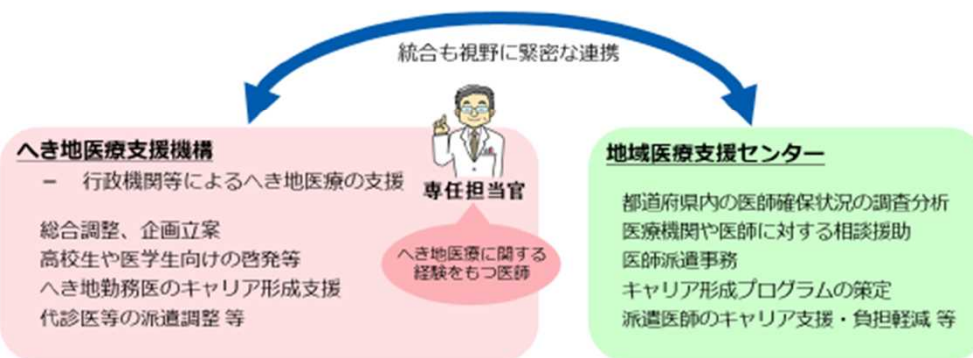 統合も視野に緊密な連携
へき地医療支援機構
－ 行政機関等によるへき地医療の支援
総合調整、企画立案
高校生や医学生向けの啓発等
へき地勤務医のキャリア形成支援
代診医等の派遣調整 等
専任担当官
へき地医療に関する
経験をもつ医師
地域医療支援センター
都道府県内の医師確保状況の調査分析
医療機関や医師に対する相談援助
医師派遣事務
キャリア形成プログラムの策定
派遣医師のキャリア支援・負担軽減 等